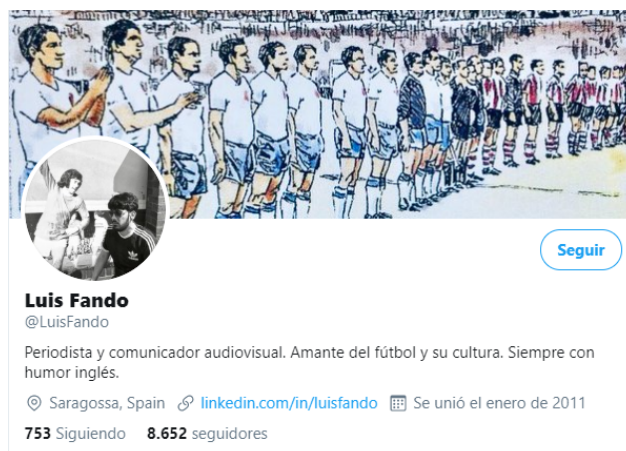 Seguir
Luis Fando
@LuisFando
Periodista y comunicador audiovisual. Amante del fútbol y su cultura. Siempre con
humor inglés.
Saragossa, Spain linkedin.com/in/luisfando Se unió el enero de 2011
753 Siguiendo 8.652 seguidores